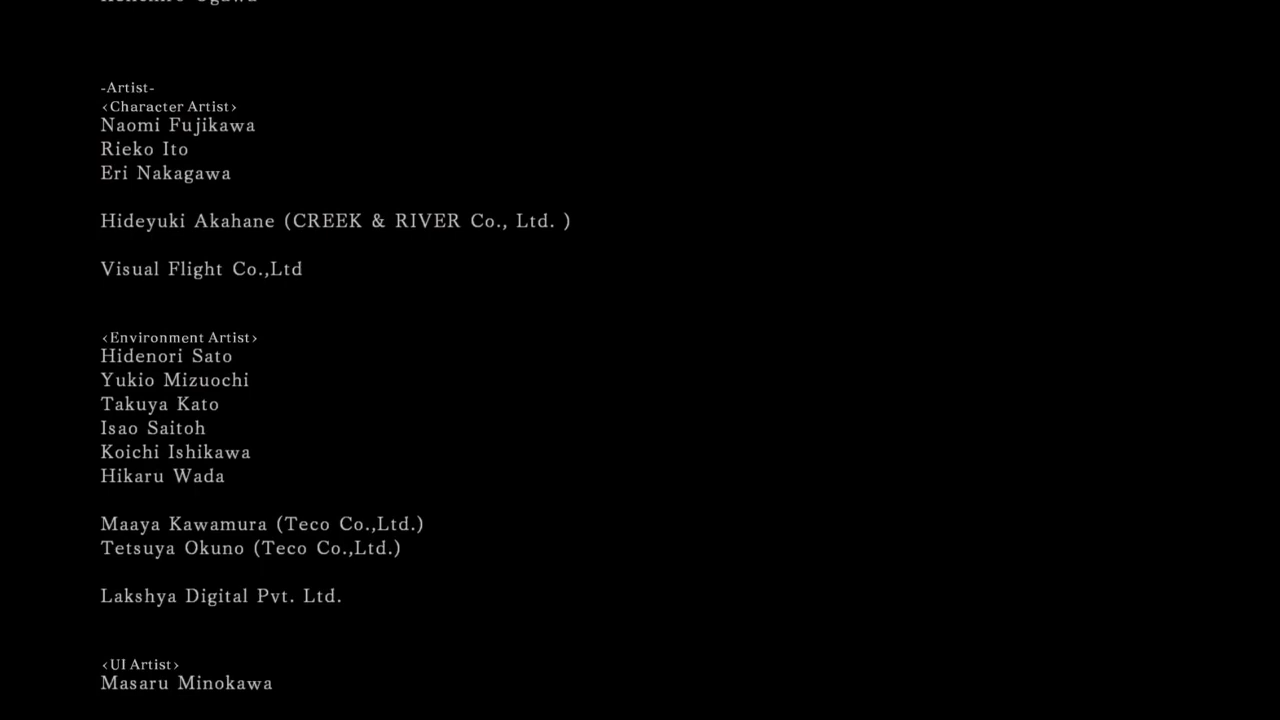 -Artist-
<Character Artist>
Naomi Fujikawa
Rieko Ito
Eri Nakagawa
Hideyuki Akahane (CREEK & RIVER Co., Ltd. )
Visual Flight Co.,Ltd
<Environment Artist>
Hidenori Sato
Yukio Mizuochi
Takuya Kato
Isao Saitoh
Koichi Ishikawa
Hikaru Wada
Maaya Kawamura (Teco Co.,Ltd.)
Tetsuya Okuno (Teco Co.,Ltd.)
Lakshya Digital Pvt. Ltd.
<UI Artist>
Masaru Minokawa